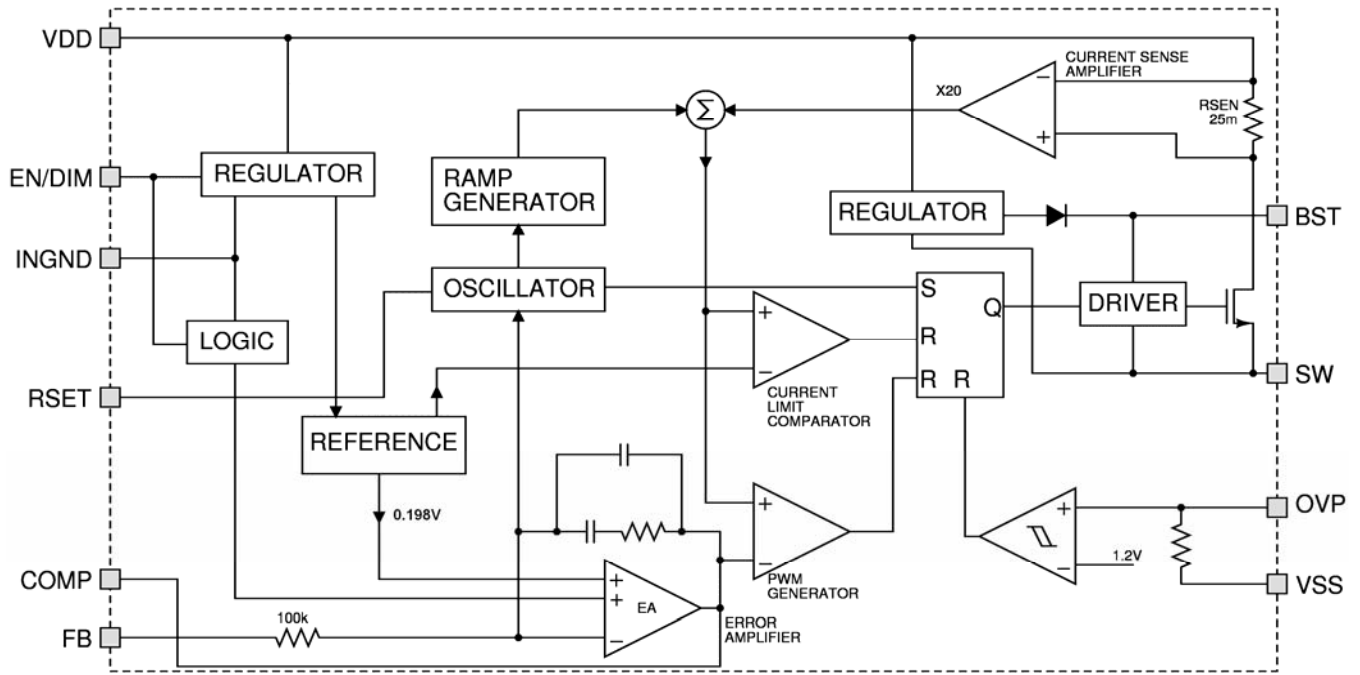 VDD
CURRENT SENSE
AMPLIFIER
X20
−
+
RSEN
25m
Σ
EN/DIM
REGULATOR
RAMP
GENERATOR
REGULATOR
BST
INGND
OSCILLATOR
S
Q
R
R
R
DRIVER
LOGIC
+
−
CURRENT
LIMIT
COMPARATOR
RSET
SW
REFERENCE
0.198V
+
−
PWM
GENERATOR
+
−
1.2V
OVP
VSS
COMP
+
+
−
EA
ERROR
AMPLIFIER
FB
100k